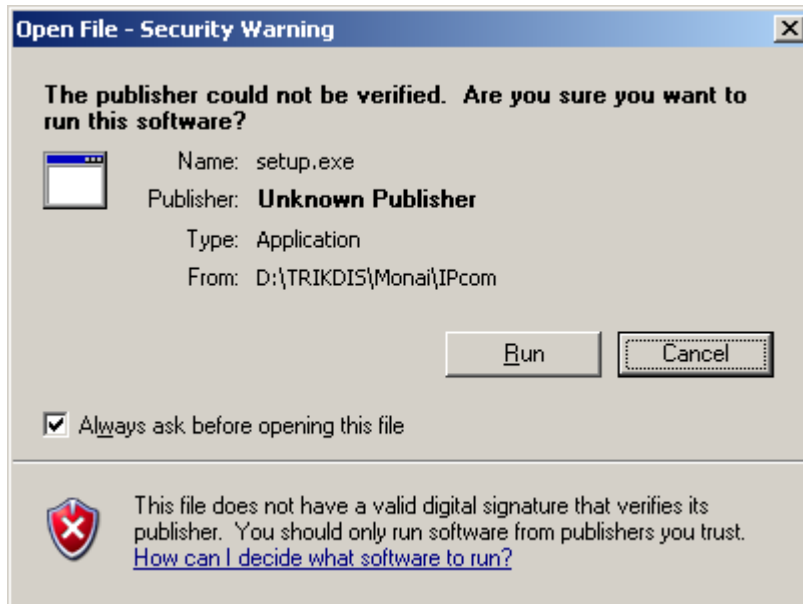 Open File - Security Warning
The publisher could not be verified.  Are you sure you want to
run this software?
Name: setup.exe
Publisher: Unknown Publisher
Type: Application
From: D:\TRIKDIS\Monai\IPcom
Run Cancel
Always ask before opening this file
This file does not have a valid digital signature that verifies its
publisher.  You should only run software from publishers you trust.
How can I decide what software to run?